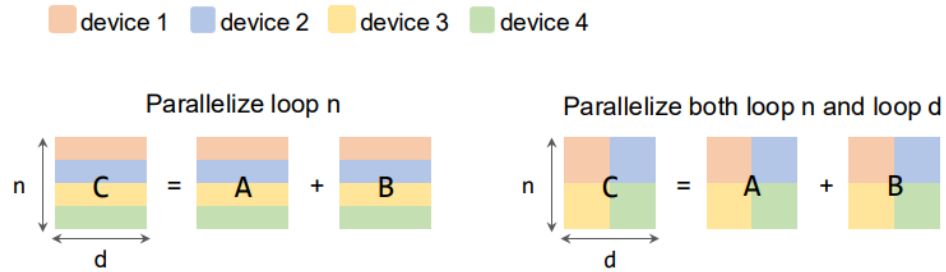 device 1 device 2 device 3 device 4
Parallelize loop n
n C = A + B
d
Parallelize both loop n and loop d
n C = A + B
d